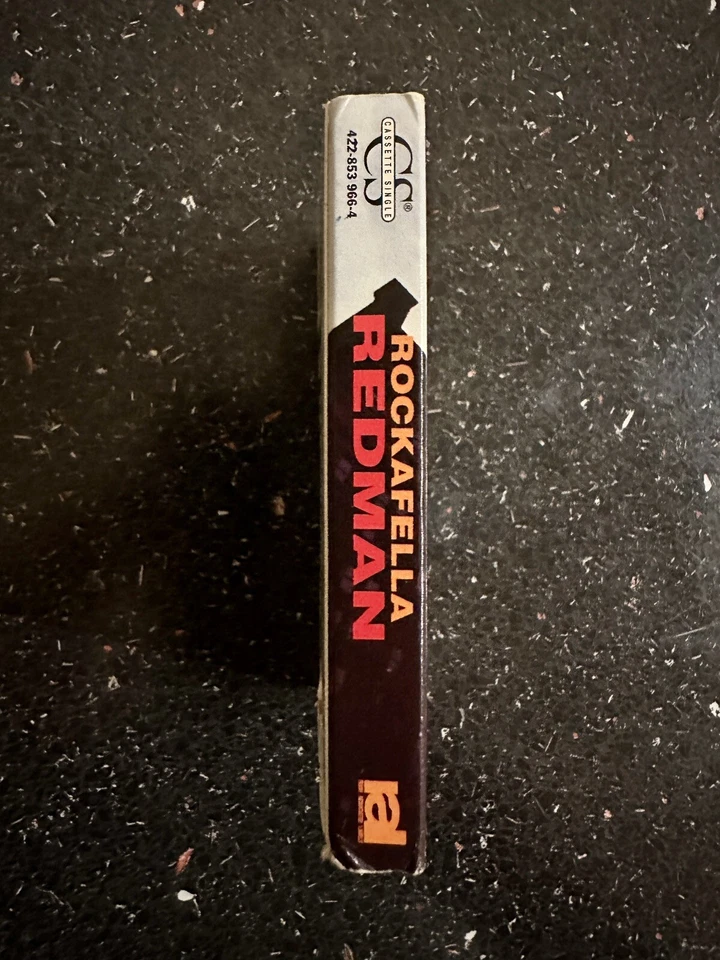 CS®
CASSETTE SINGLE
422-853 966-4
ROCKAFELLA
REDMAN
ral